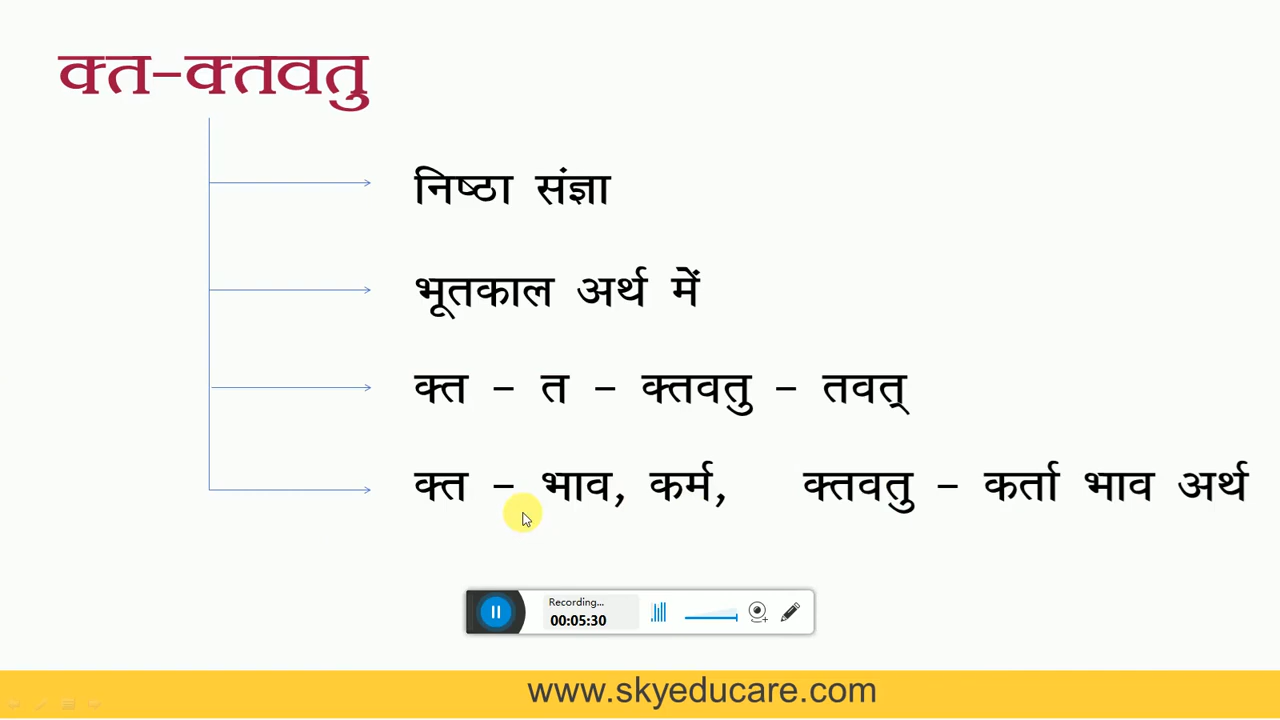 क्त-क्तवतु
निष्ठा संज्ञा
भूतकाल अर्थ में
क्त - त - क्तवतु - तवत्
क्त - भाव, कर्म, क्तवतु - कर्ता भाव अर्थ
Recording...
00:05:30
www.skyeducare.com